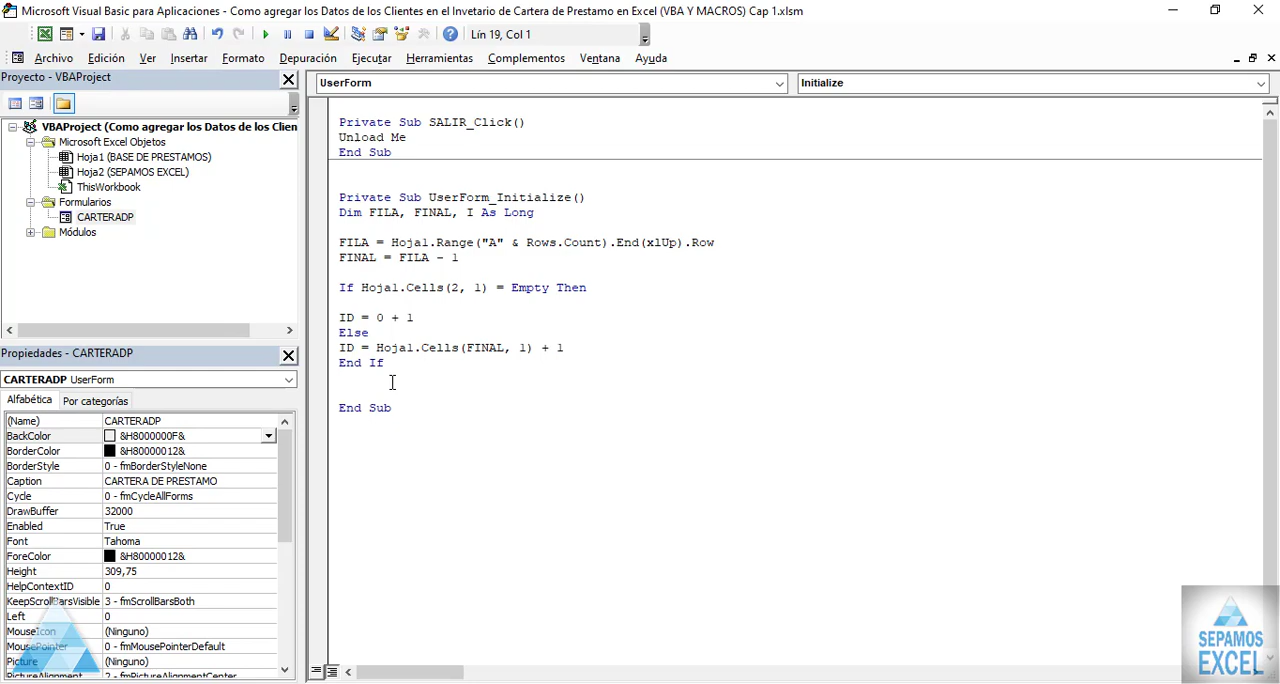 Microsoft Visual Basic para Aplicaciones - Como agregar los Datos de los Clientes en el Invetario de Cartera de Prestamo en Excel (VBA Y MACROS) Cap 1.xlsm
Lín 19, Col 1
Archivo Edición Ver Insertar Formato Depuración Ejecutar Herramientas Complementos Ventana Ayuda
Proyecto - VBAProject
VBAProject (Como agregar los Datos de los Clien
Microsoft Excel Objetos
Hoja1 (BASE DE PRESTAMOS)
Hoja2 (SEPAMOS EXCEL)
ThisWorkbook
Formularios
CARTERADP
Módulos
Propiedades - CARTERADP
CARTERADP UserForm
Alfabética Por categorías
(Name) CARTERADP
BackColor &H8000000F&
BorderColor &H80000012&
BorderStyle 0 - fmBorderStyleNone
Caption CARTERA DE PRESTAMO
Cycle 0 - fmCycleAllForms
DrawBuffer 32000
Enabled True
Font Tahoma
ForeColor &H80000012&
Height 309,75
HelpContextID 0
KeepScrollBarsVisible 3 - fmScrollBarsBoth
Left 0
MouseIcon (Ninguno)
MousePointer 0 - fmMousePointerDefault
Picture (Ninguno)
PictureAlignment 2 - fmPictureAlignmentCenter
UserForm Initialize
Private Sub SALIR_Click()
Unload Me
End Sub
Private Sub UserForm_Initialize()
Dim FILA, FINAL, I As Long
FILA = Hoja1.Range("A" & Rows.Count).End(xlUp).Row
FINAL = FILA - 1
If Hoja1.Cells(2, 1) = Empty Then
ID = 0 + 1
Else
ID = Hoja1.Cells(FINAL, 1) + 1
End If
End Sub
SEPAMOS
EXCEL